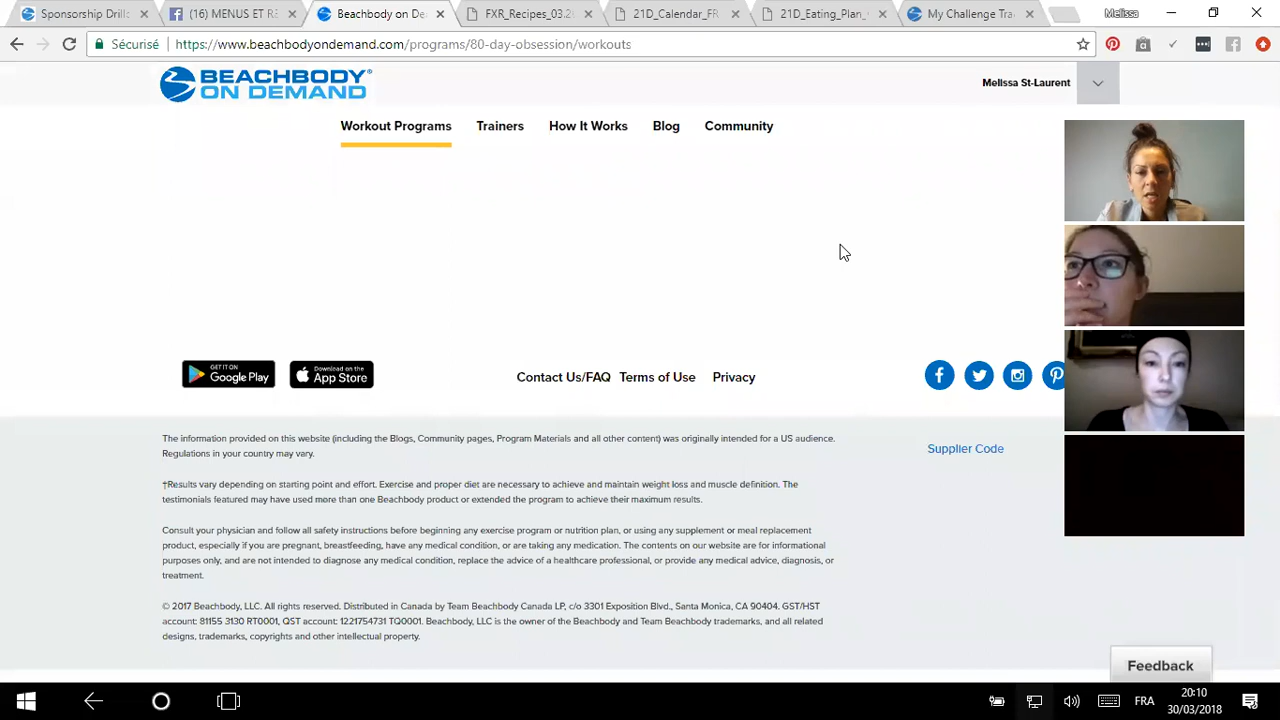 Sponsorship Drill
(16) MENUS ET R
Beachbody on De
FXR_Recipes_03.2
21D_Calendar_FR
21D_Eating_Plan_
My Challenge Tra
Melissa
Sécurisé
https://www.beachbodyondemand.com/programs/80-day-obsession/workouts
BEACHBODY
ON DEMAND
Melissa St-Laurent
Workout Programs
Trainers
How It Works
Blog
Community
GET IT ON
Google Play
Download on the
App Store
Contact Us/FAQ
Terms of Use
Privacy
The information provided on this website (including the Blogs, Community pages, Program Materials and all other content) was originally intended for a US audience.
Regulations in your country may vary.
Supplier Code
†Results vary depending on starting point and effort. Exercise and proper diet are necessary to achieve and maintain weight loss and muscle definition. The
testimonials featured may have used more than one Beachbody product or extended the program to achieve their maximum results.
Consult your physician and follow all safety instructions before beginning any exercise program or nutrition plan, or using any supplement or meal replacement
product, especially if you are pregnant, breastfeeding, have any medical condition, or are taking any medication. The contents on our website are for informational
purposes only, and are not intended to diagnose any medical condition, replace the advice of a healthcare professional, or provide any medical advice, diagnosis, or
treatment.
© 2017 Beachbody, LLC. All rights reserved. Distributed in Canada by Team Beachbody Canada LP, c/o 3301 Exposition Blvd., Santa Monica, CA 90404. GST/HST
account: 81155 3130 RT0001, QST account: 1221754731 TQ0001. Beachbody, LLC is the owner of the Beachbody and Team Beachbody trademarks, and all related
designs, trademarks, copyrights and other intellectual property.
Feedback
FRA
20:10
30/03/2018